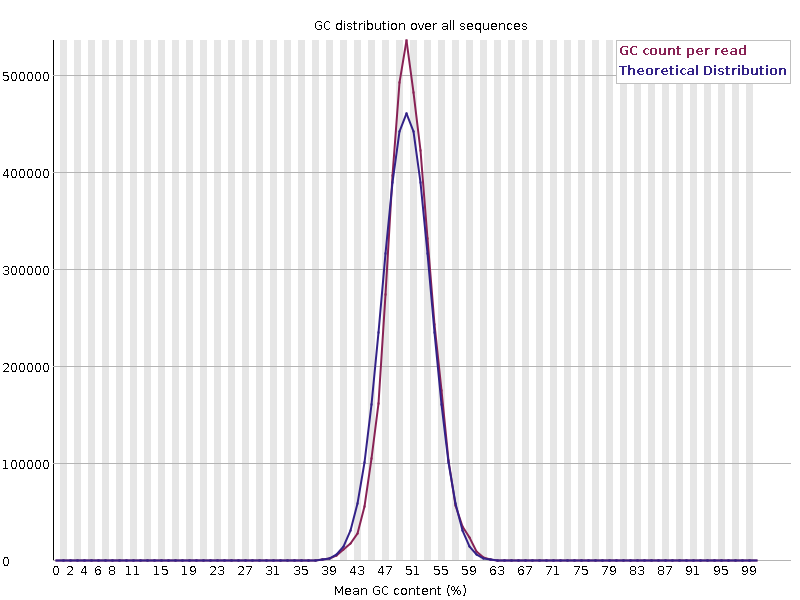 GC distribution over all sequences
GC count per read
Theoretical Distribution
500000
400000
300000
200000
100000
0
0 2 4 6 8 11 15 19 23 27 31 35 39 43 47 51 55 59 63 67 71 75 79 83 87 91 95 99
Mean GC content (%)